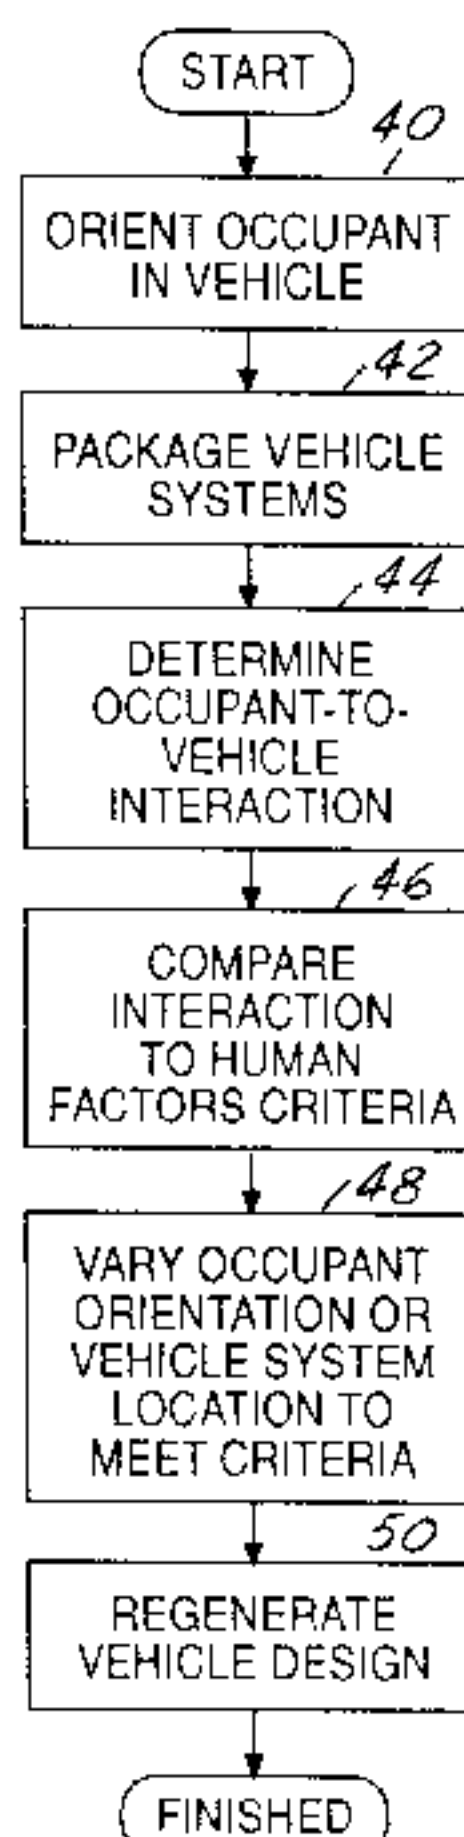 START
40
ORIENT OCCUPANT
IN VEHICLE
42
PACKAGE VEHICLE
SYSTEMS
44
DETERMINE
OCCUPANT-TO-
VEHICLE
INTERACTION
46
COMPARE
INTERACTION
TO HUMAN
FACTORS CRITERIA
48
VARY OCCUPANT
ORIENTATION OR
VEHICLE SYSTEM
LOCATION TO
MEET CRITERIA
50
REGENERATE
VEHICLE DESIGN
FINISHED